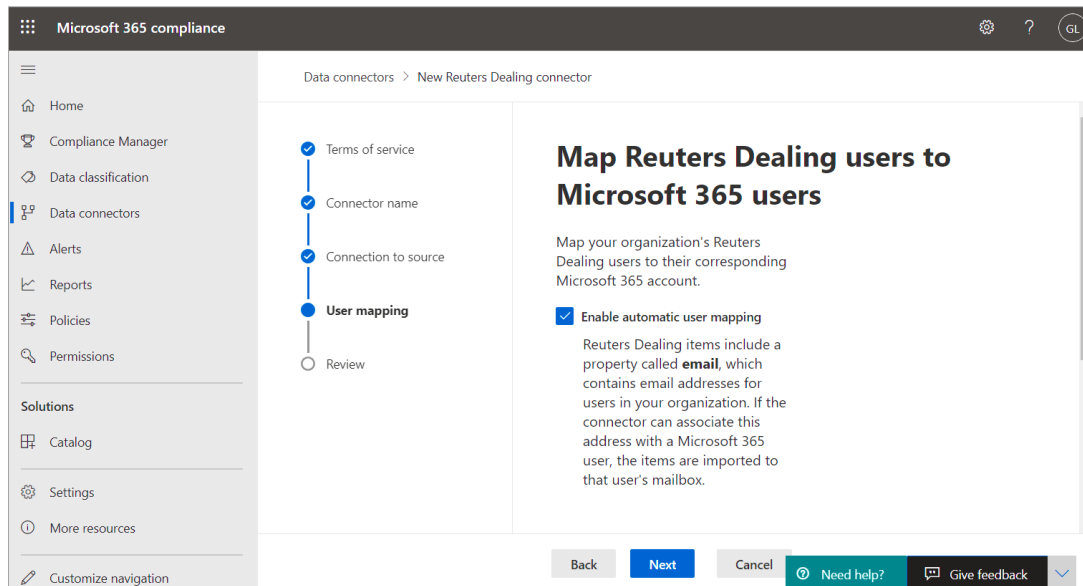 Microsoft 365 compliance
?
GL
Data connectors > New Reuters Dealing connector
Home
Compliance Manager
Data classification
Data connectors
Alerts
Reports
Policies
Permissions
Solutions
Catalog
Settings
More resources
Customize navigation
Terms of service
Connector name
Connection to source
User mapping
Review
Map Reuters Dealing users to
Microsoft 365 users
Map your organization's Reuters
Dealing users to their corresponding
Microsoft 365 account.
Enable automatic user mapping
Reuters Dealing items include a
property called email, which
contains email addresses for
users in your organization. If the
connector can associate this
address with a Microsoft 365
user, the items are imported to
that user's mailbox.
Back
Next
Cancel
Need help?
Give feedback